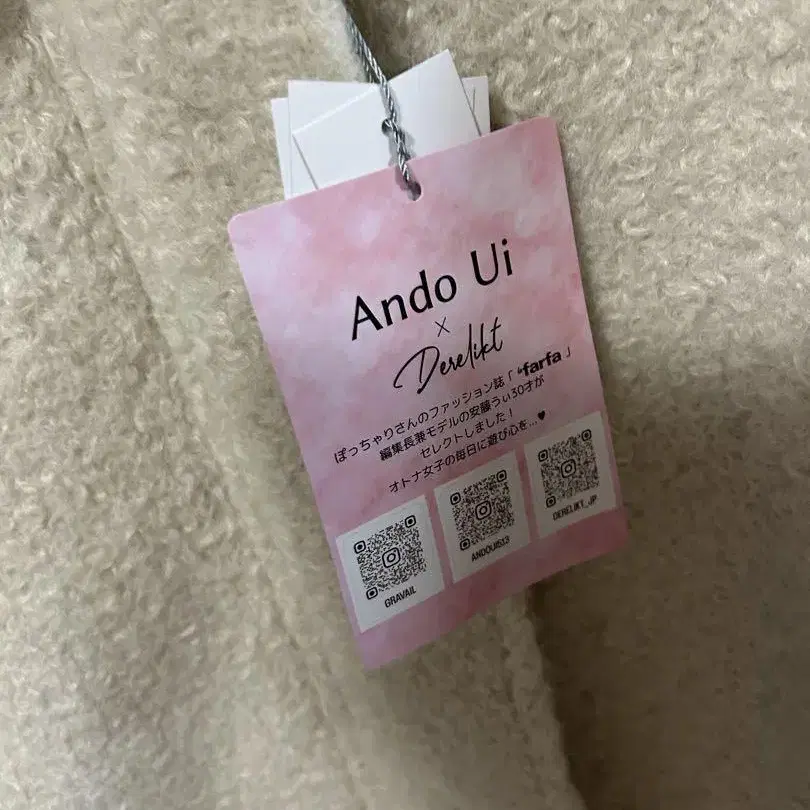 Ando Ui
×
Derelikt
ぽっちゃりさんのファッション誌「farfa」
編集長兼モデルの安藤うぃ30才が
セレクトしました！
オトナ女子の毎日に遊び心を…♥
GRAVAIL
ANDOUI513
DERELIKT_JP